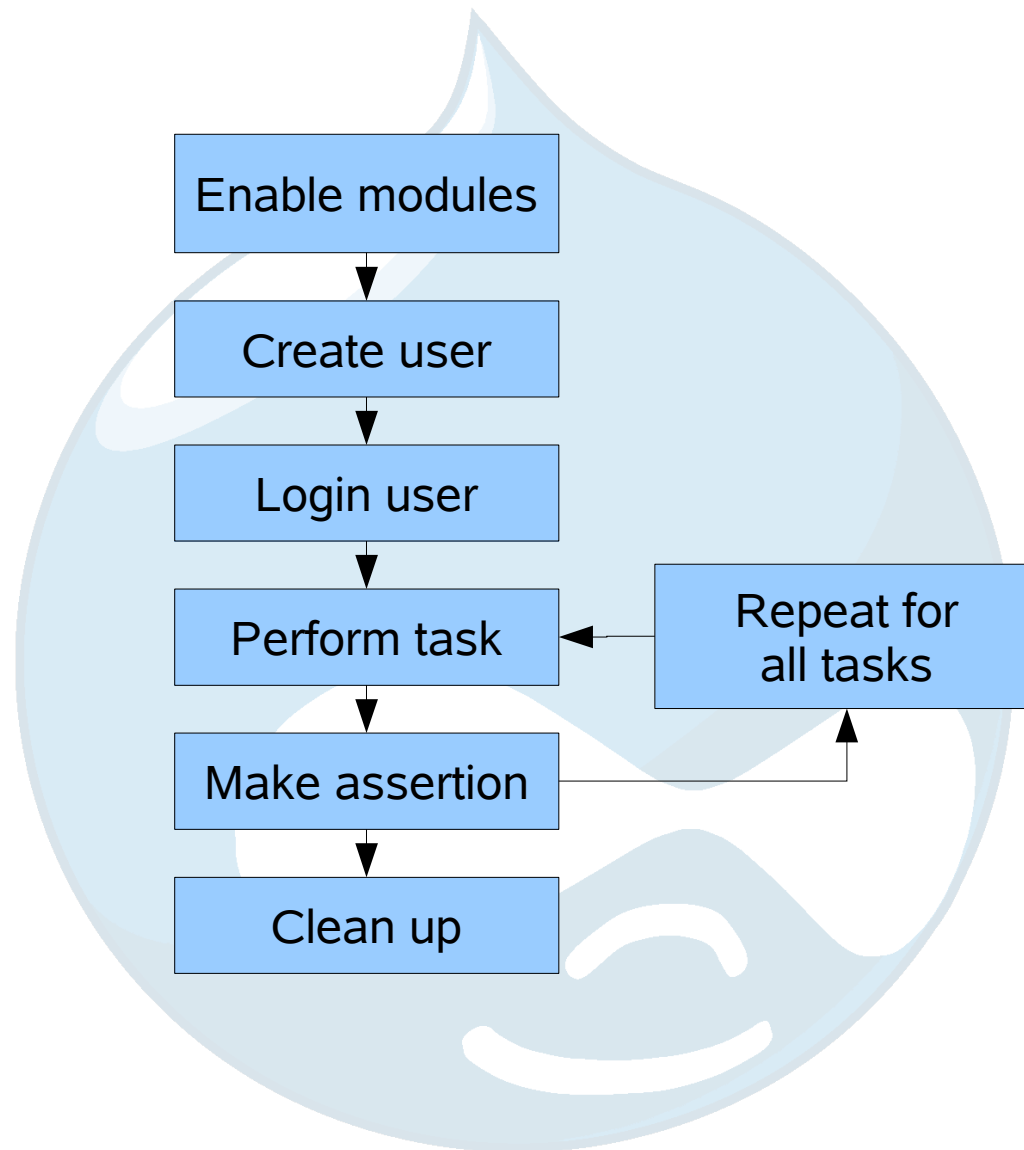 Enable modules
Create user
Login user
Perform task
Repeat for
all tasks
Make assertion
Clean up